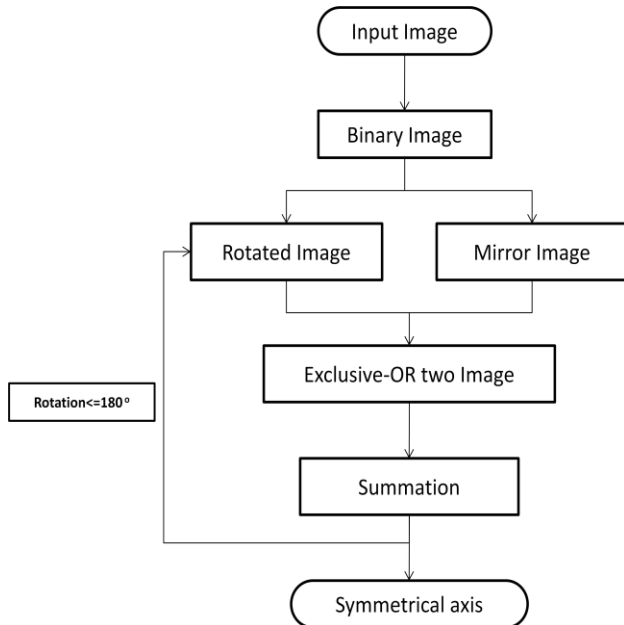 Input Image
Binary Image
Rotated Image
Mirror Image
Exclusive-OR two Image
Rotation<=180°
Summation
Symmetrical axis